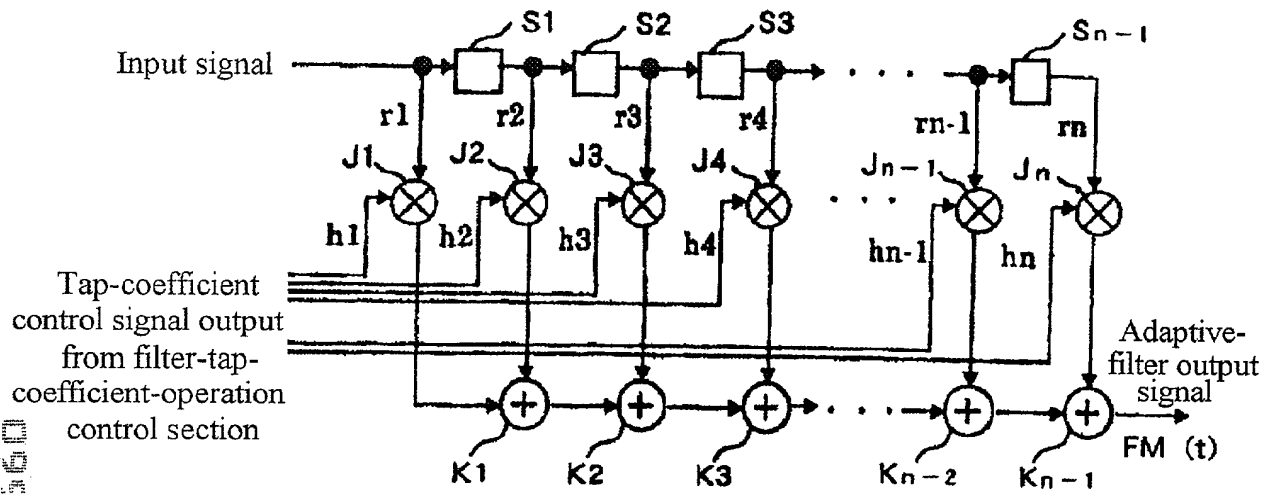 S1 S2 S3 Sn-1
Input signal
r1 r2 r3 r4 rn-1 rn
J1 J2 J3 J4 Jn-1 Jn
h1 h2 h3 h4 hn-1 hn
Tap-coefficient
control signal output
from filter-tap-
coefficient-operation
control section
Adaptive-
filter output
signal
FM (t)
K1 K2 K3 Kn-2 Kn-1